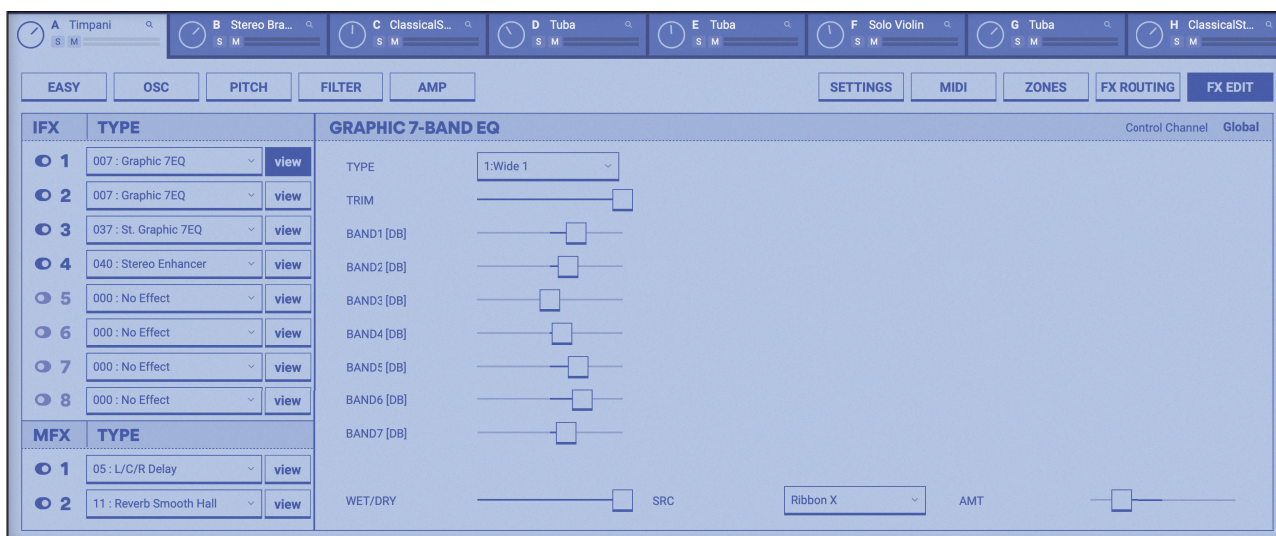 A Timpani
S M
B Stereo Bra...
S M
C ClassicalS...
S M
D Tuba
S M
E Tuba
S M
F Solo Violin
S M
G Tuba
S M
H ClassicalSt...
S M
EASY OSC PITCH FILTER AMP SETTINGS MIDI ZONES FX ROUTING FX EDIT
IFX TYPE
1 007 : Graphic 7EQ view
2 007 : Graphic 7EQ view
3 037 : St. Graphic 7EQ view
4 040 : Stereo Enhancer view
5 000 : No Effect view
6 000 : No Effect view
7 000 : No Effect view
8 000 : No Effect view
MFX TYPE
1 05 : L/C/R Delay view
2 11 : Reverb Smooth Hall view
GRAPHIC 7-BAND EQ Control Channel Global
TYPE 1:Wide 1
TRIM
BAND1 [DB]
BAND2 [DB]
BAND3 [DB]
BAND4 [DB]
BAND5 [DB]
BAND6 [DB]
BAND7 [DB]
WET/DRY SRC Ribbon X AMT